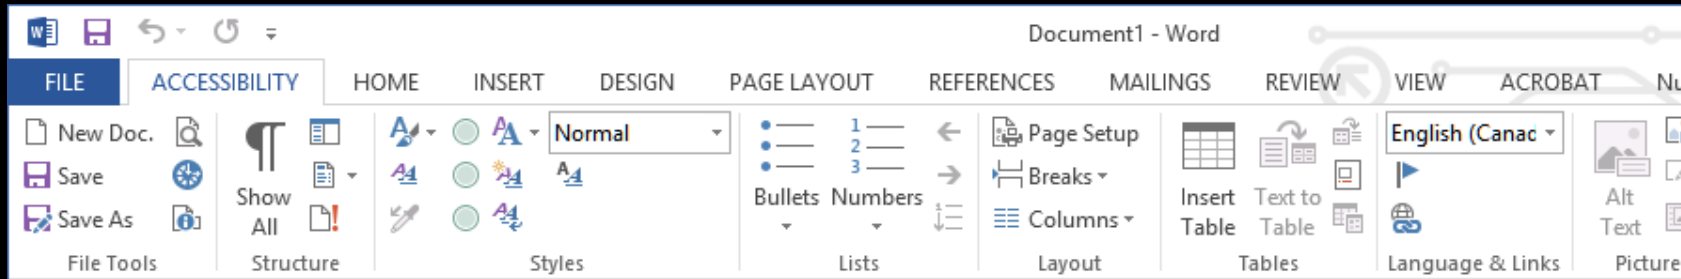 Document1 - Word
FILE ACCESSIBILITY HOME INSERT DESIGN PAGE LAYOUT REFERENCES MAILINGS REVIEW VIEW ACROBAT
New Doc.
Save
Save As
File Tools
Show
All
Structure
Normal
Styles
Bullets Numbers
Lists
Page Setup
Breaks
Columns
Layout
Insert
Table
Text to
Table
Tables
English (Canad
Language & Links
Alt
Text
Picture